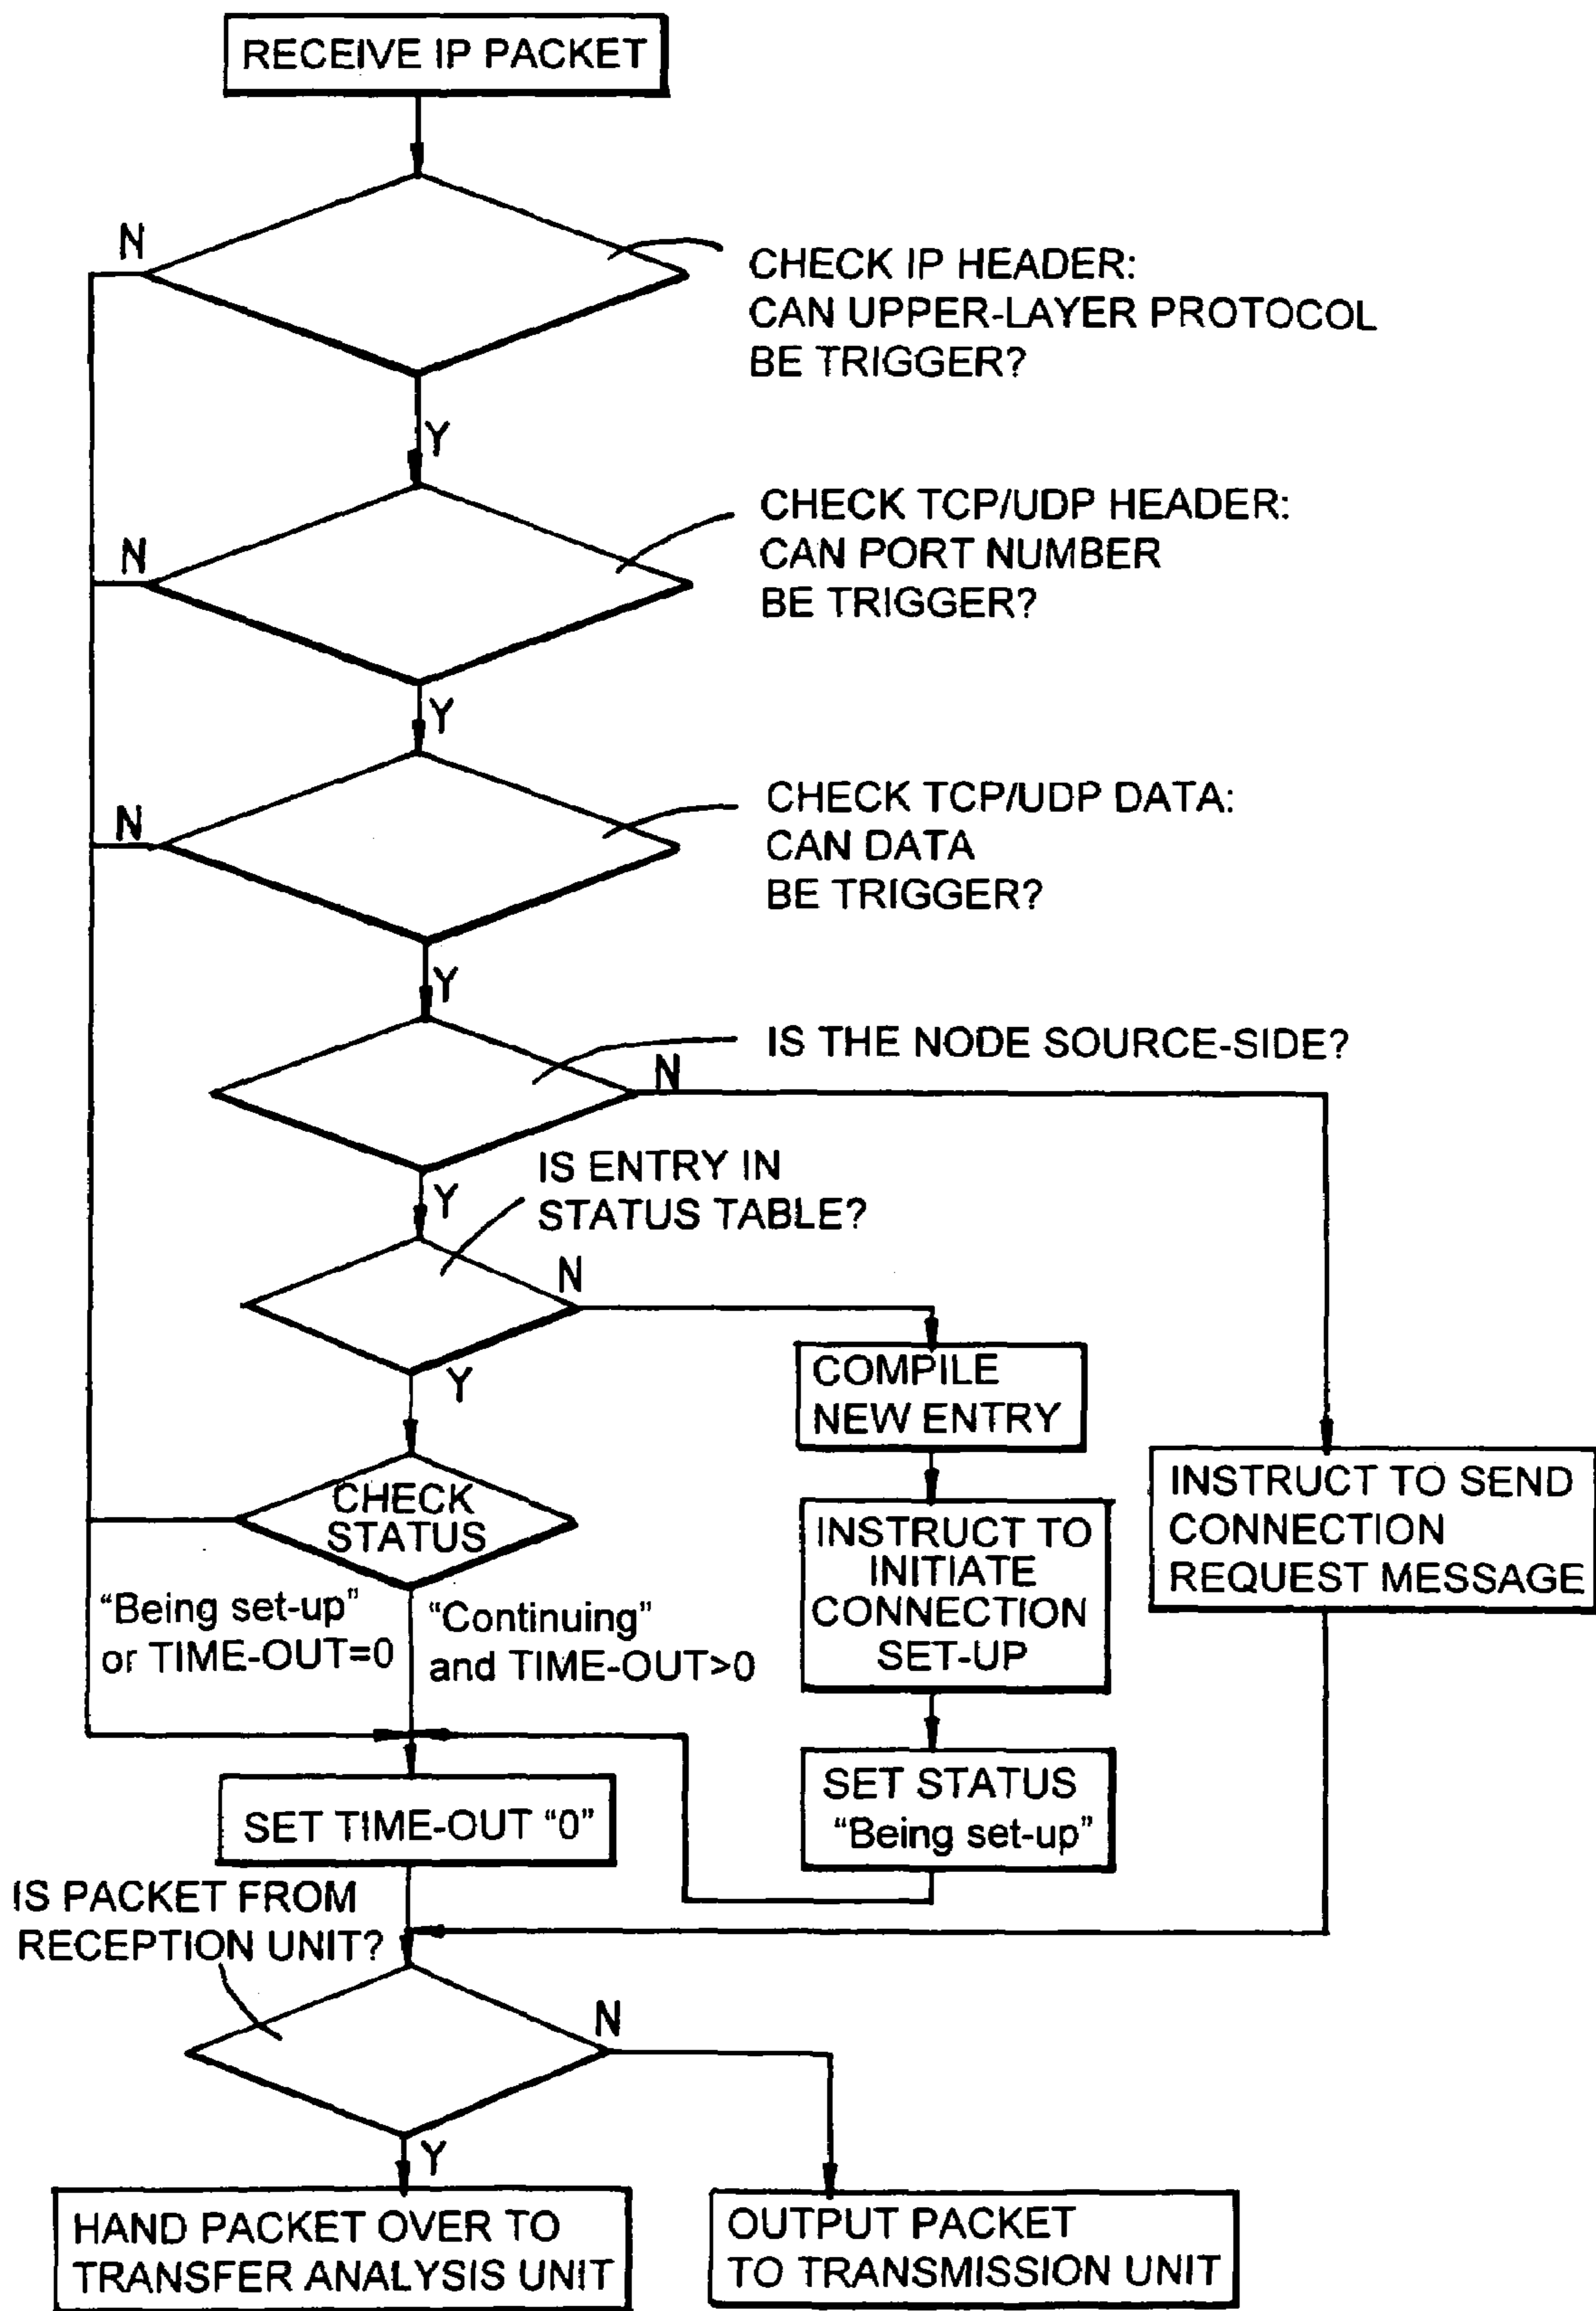 RECEIVE IP PACKET
N
CHECK IP HEADER:
CAN UPPER-LAYER PROTOCOL
BE TRIGGER?
Y
CHECK TCP/UDP HEADER:
CAN PORT NUMBER
BE TRIGGER?
N
Y
CHECK TCP/UDP DATA:
CAN DATA
BE TRIGGER?
N
Y
IS THE NODE SOURCE-SIDE?
N
Y
IS ENTRY IN
STATUS TABLE?
N
Y
COMPILE
NEW ENTRY
CHECK
STATUS
INSTRUCT TO
INITIATE
CONNECTION
SET-UP
INSTRUCT TO SEND
CONNECTION
REQUEST MESSAGE
“Being set-up”
or TIME-OUT=0
“Continuing”
and TIME-OUT>0
SET STATUS
“Being set-up”
SET TIME-OUT “0”
IS PACKET FROM
RECEPTION UNIT?
N
Y
HAND PACKET OVER TO
TRANSFER ANALYSIS UNIT
OUTPUT PACKET
TO TRANSMISSION UNIT